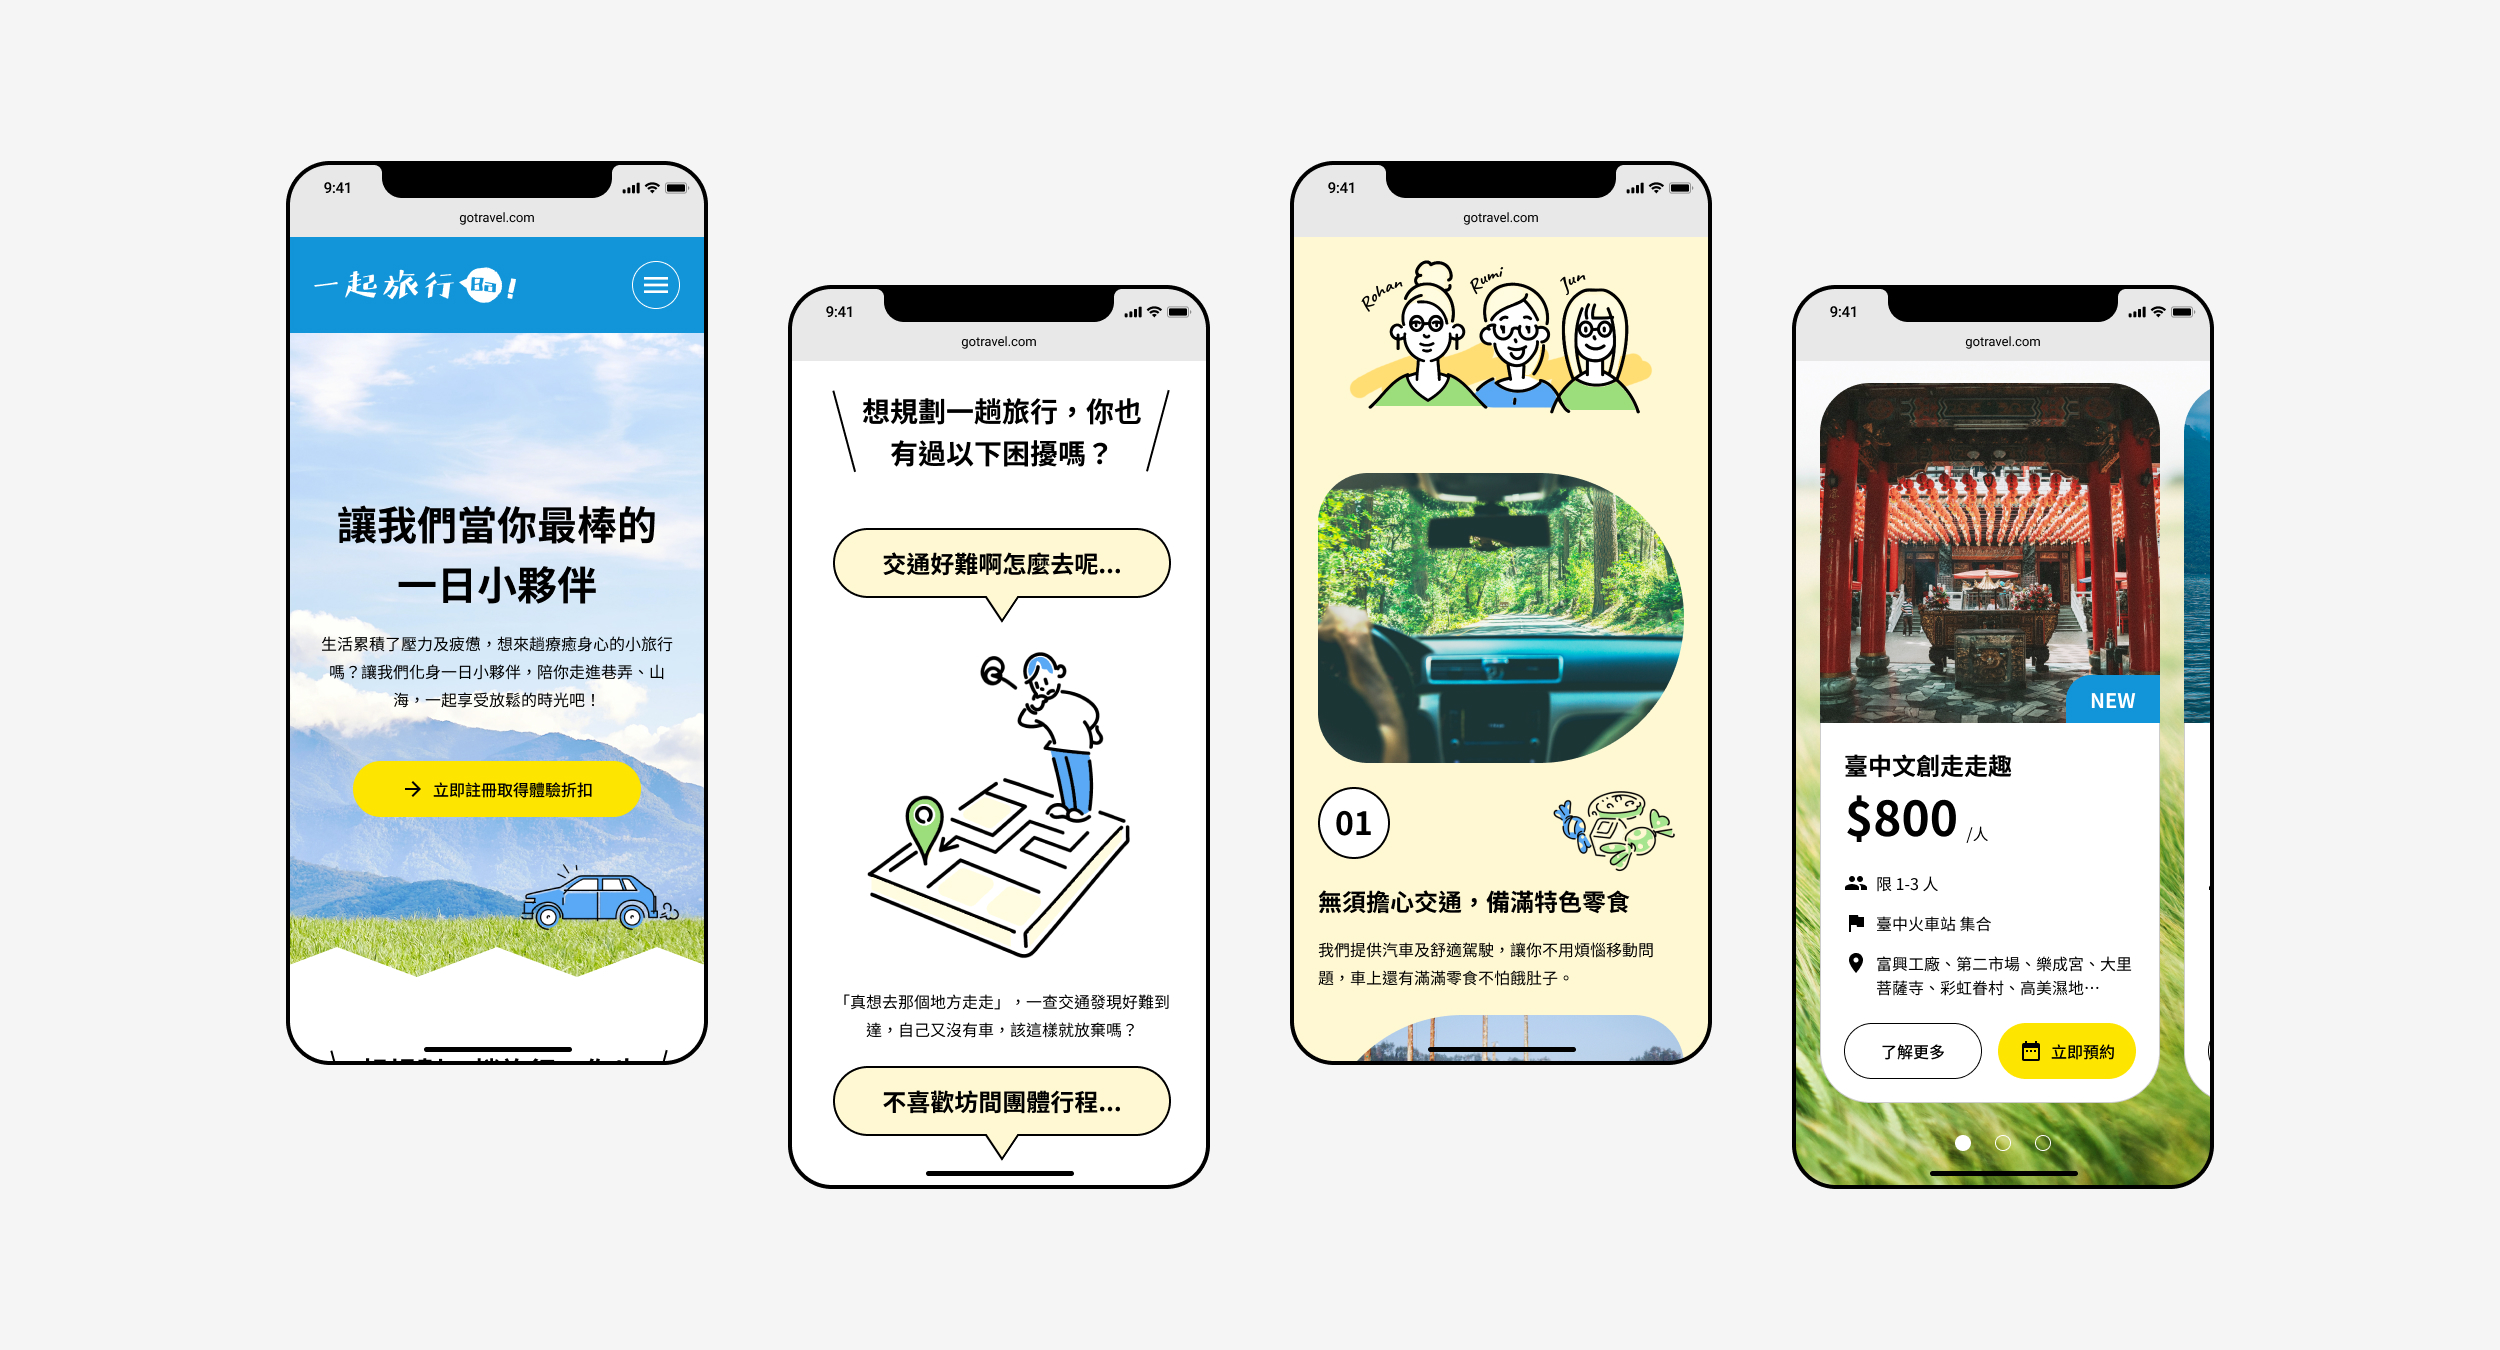 9:41
gotravel.com
一起旅行吧!
讓我們當你最棒的
一日小夥伴
生活累積了壓力及疲憊，想來趟療癒身心的小旅行
嗎？讓我們化身一日小夥伴，陪你走進巷弄、山
海，一起享受放鬆的時光吧！
立即註冊取得體驗折扣
9:41
gotravel.com
想規劃一趟旅行，你也
有過以下困擾嗎？
交通好難啊怎麼去呢...
「真想去那個地方走走」，一查交通發現好難到
達，自己又沒有車，該這樣就放棄嗎？
不喜歡坊間團體行程...
9:41
gotravel.com
Rohan
Rumi
Jun
01
無須擔心交通，備滿特色零食
我們提供汽車及舒適駕駛，讓你不用煩惱移動問
題，車上還有滿滿零食不怕餓肚子。
9:41
gotravel.com
NEW
臺中文創走走趣
$800 /人
限 1-3 人
臺中火車站 集合
富興工廠、第二市場、樂成宮、大里
菩薩寺、彩虹眷村、高美濕地⋯
了解更多
立即預約